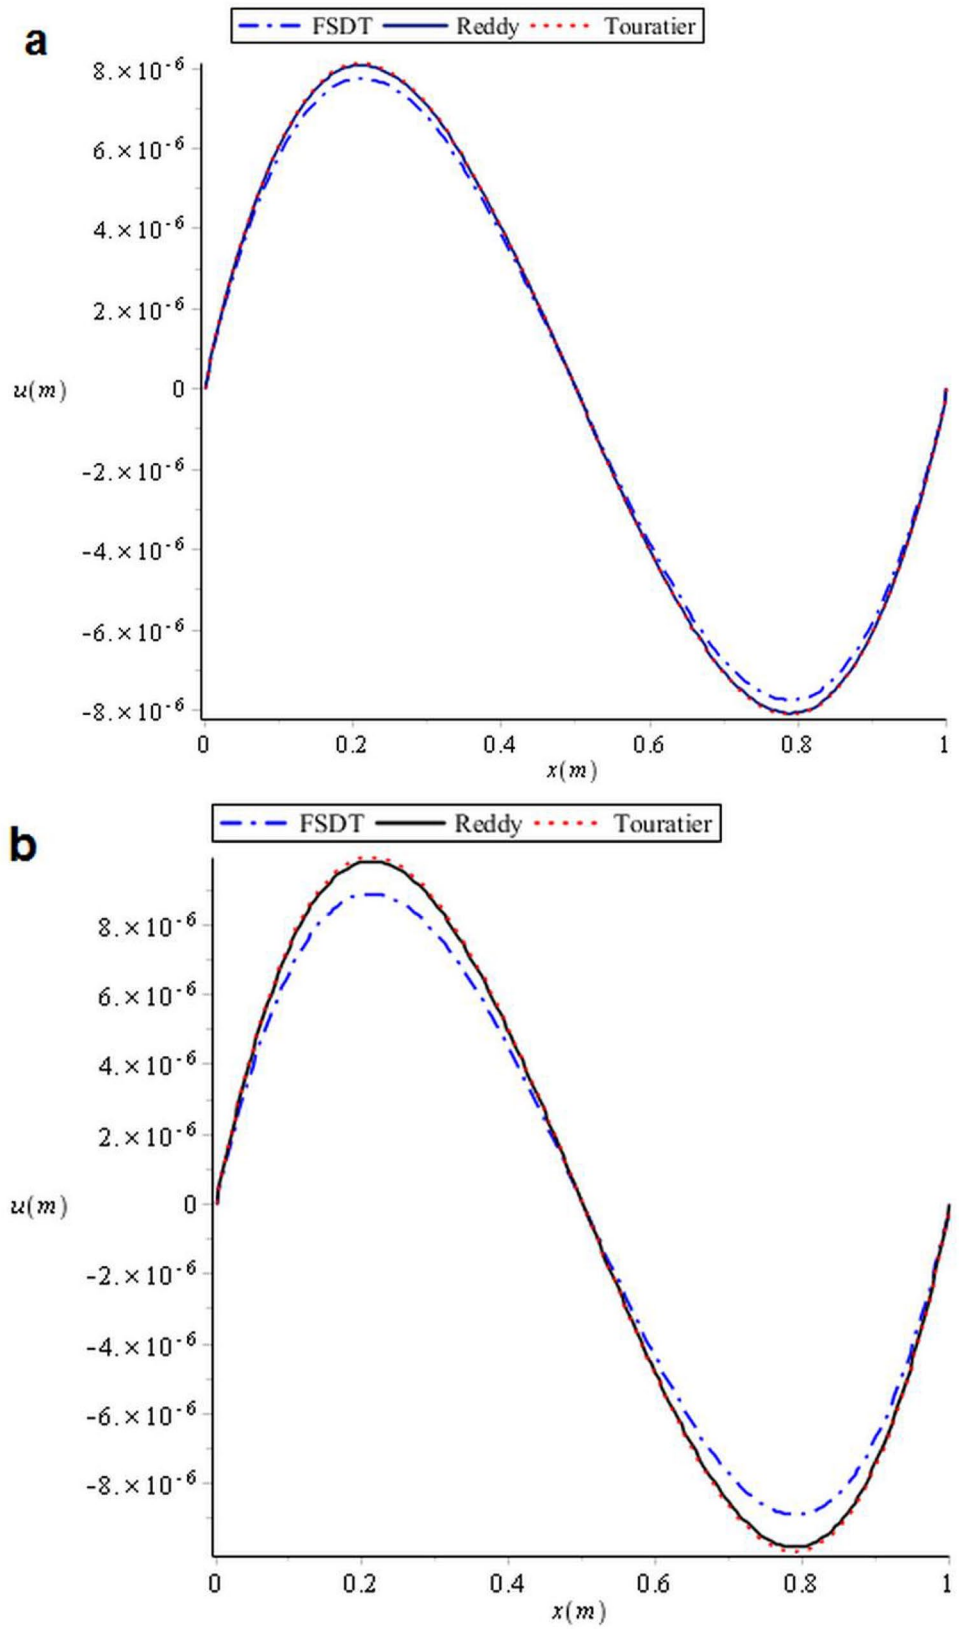 a
FSDT Reddy Touratier
8.×10⁻⁶
6.×10⁻⁶
4.×10⁻⁶
2.×10⁻⁶
u(m) 0
-2.×10⁻⁶
-4.×10⁻⁶
-6.×10⁻⁶
-8.×10⁻⁶
0 0.2 0.4 0.6 0.8 1
x(m)
b
FSDT Reddy Touratier
8.×10⁻⁶
6.×10⁻⁶
4.×10⁻⁶
2.×10⁻⁶
u(m) 0
-2.×10⁻⁶
-4.×10⁻⁶
-6.×10⁻⁶
-8.×10⁻⁶
0 0.2 0.4 0.6 0.8 1
x(m)